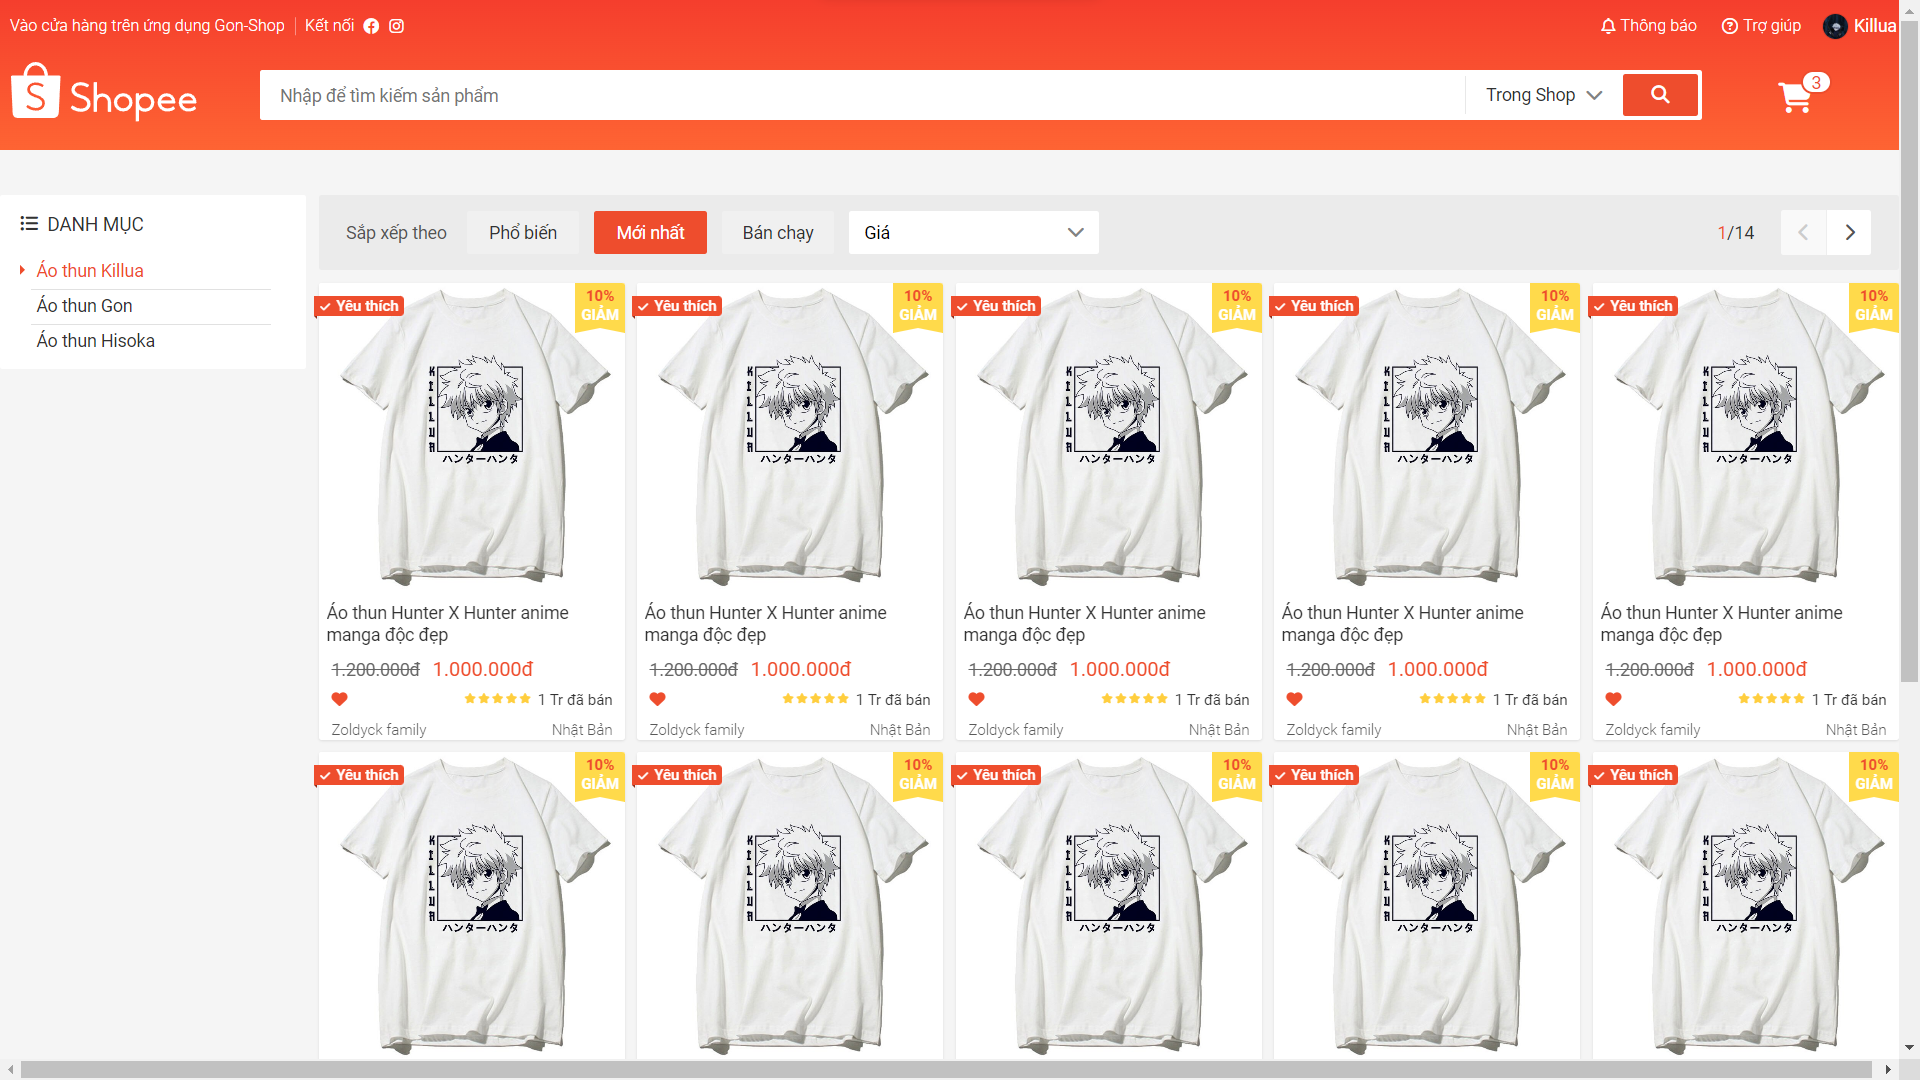 Vào cửa hàng trên ứng dụng Gon-Shop
Kết nối
Thông báo
Trợ giúp
Killua
Shopee
Nhập để tìm kiếm sản phẩm
Trong Shop
3
DANH MỤC
Áo thun Killua
Áo thun Gon
Áo thun Hisoka
Sắp xếp theo
Phổ biến
Mới nhất
Bán chạy
Giá
1/14
Yêu thích
10%
GIẢM
KILLUA
ハンターハンタ
Áo thun Hunter X Hunter anime
manga độc đẹp
1.200.000đ 1.000.000đ
1 Tr đã bán
Zoldyck family
Nhật Bản
Yêu thích
10%
GIẢM
KILLUA
ハンターハンタ
Áo thun Hunter X Hunter anime
manga độc đẹp
1.200.000đ 1.000.000đ
1 Tr đã bán
Zoldyck family
Nhật Bản
Yêu thích
10%
GIẢM
KILLUA
ハンターハンタ
Áo thun Hunter X Hunter anime
manga độc đẹp
1.200.000đ 1.000.000đ
1 Tr đã bán
Zoldyck family
Nhật Bản
Yêu thích
10%
GIẢM
KILLUA
ハンターハンタ
Áo thun Hunter X Hunter anime
manga độc đẹp
1.200.000đ 1.000.000đ
1 Tr đã bán
Zoldyck family
Nhật Bản
Yêu thích
10%
GIẢM
KILLUA
ハンターハンタ
Áo thun Hunter X Hunter anime
manga độc đẹp
1.200.000đ 1.000.000đ
1 Tr đã bán
Zoldyck family
Nhật Bản
Yêu thích
10%
GIẢM
KILLUA
ハンターハンタ
Yêu thích
10%
GIẢM
KILLUA
ハンターハンタ
Yêu thích
10%
GIẢM
KILLUA
ハンターハンタ
Yêu thích
10%
GIẢM
KILLUA
ハンターハンタ
Yêu thích
10%
GIẢM
KILLUA
ハンターハンタ